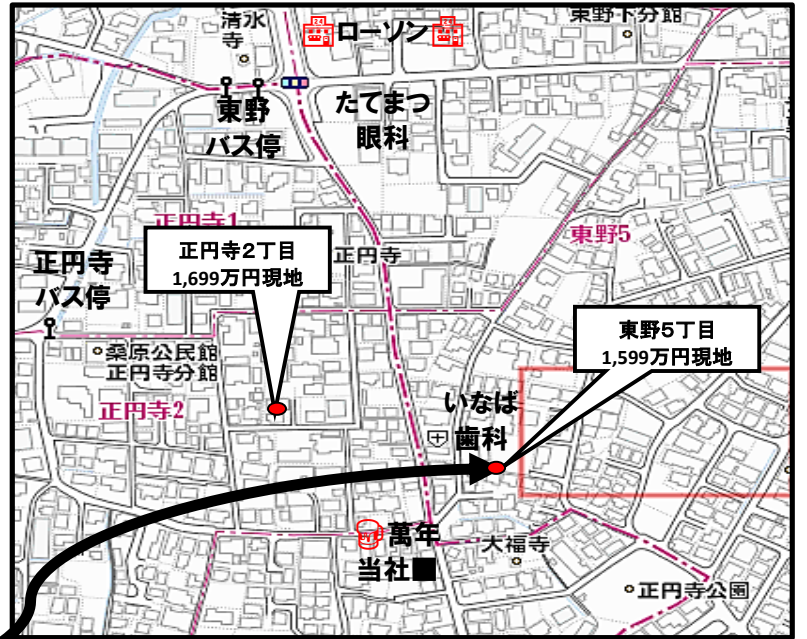 清水
寺
ローソン
東野下分館
東野
バス停
たてまつ
眼科
正円寺1
東野5
正円寺
正円寺
バス停
正円寺2丁目
1,699万円現地
東野5丁目
1,599万円現地
桑原公民館
正円寺分館
正円寺2
いなば
歯科
萬年
当社■
大福寺
正円寺公園